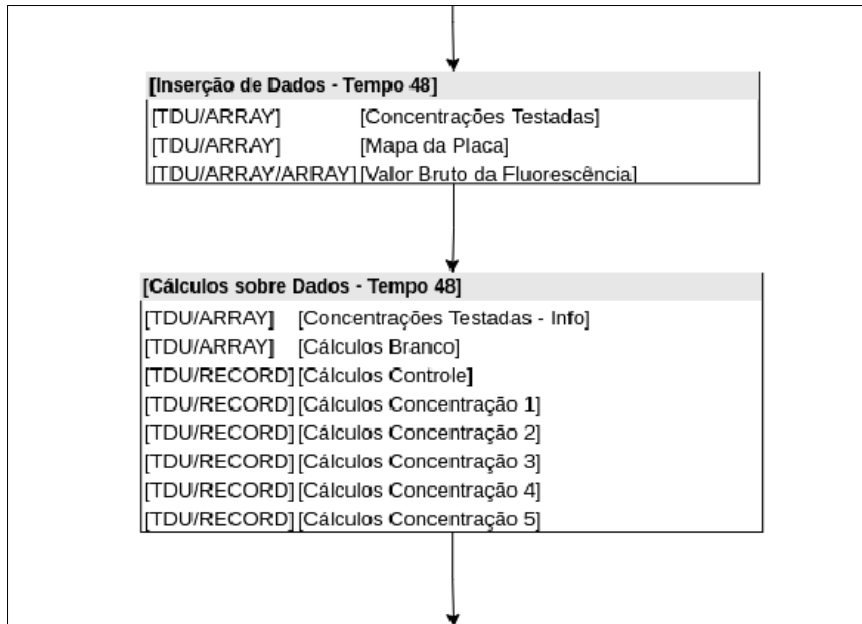 [Inserção de Dados - Tempo 48]
[TDU/ARRAY] [Concentrações Testadas]
[TDU/ARRAY] [Mapa da Placa]
[TDU/ARRAY/ARRAY] [Valor Bruto da Fluorescência]
[Cálculos sobre Dados - Tempo 48]
[TDU/ARRAY] [Concentrações Testadas - Info]
[TDU/ARRAY] [Cálculos Branco]
[TDU/RECORD] [Cálculos Controle]
[TDU/RECORD] [Cálculos Concentração 1]
[TDU/RECORD] [Cálculos Concentração 2]
[TDU/RECORD] [Cálculos Concentração 3]
[TDU/RECORD] [Cálculos Concentração 4]
[TDU/RECORD] [Cálculos Concentração 5]